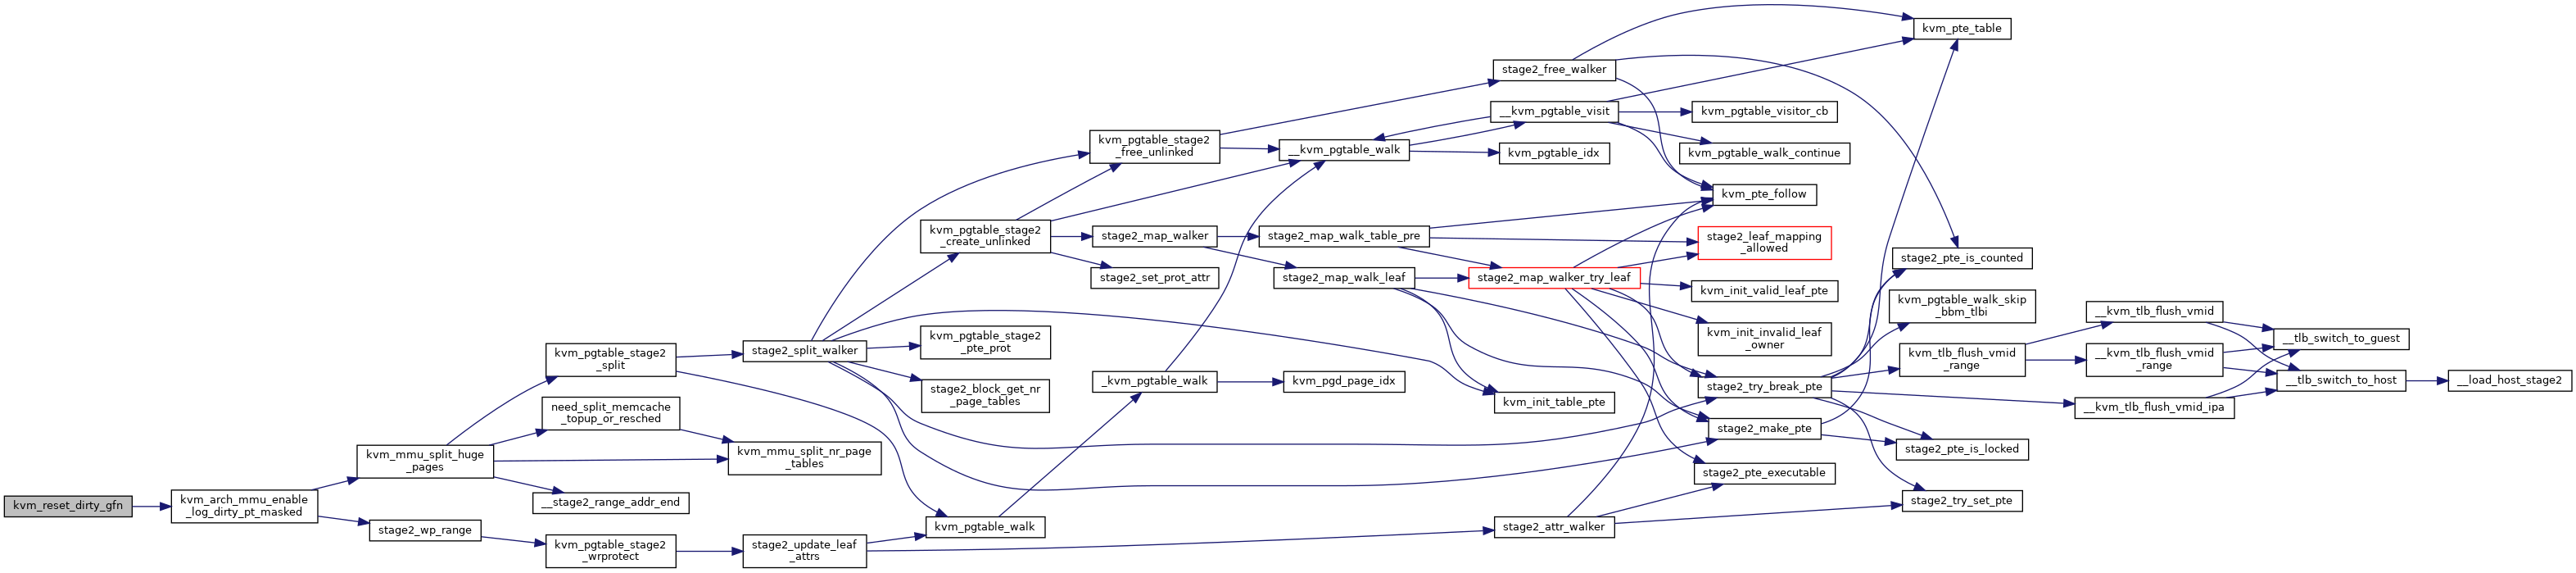 kvm_reset_dirty_gfn
kvm_arch_mmu_enable
_log_dirty_pt_masked
kvm_mmu_split_huge
_pages
stage2_wp_range
kvm_pgtable_stage2
_split
need_split_memcache
_topup_or_resched
__stage2_range_addr_end
kvm_pgtable_stage2
_wrprotect
stage2_split_walker
kvm_mmu_split_nr_page
_tables
stage2_update_leaf
_attrs
kvm_pgtable_stage2
_create_unlinked
kvm_pgtable_stage2
_pte_prot
stage2_block_get_nr
_page_tables
kvm_pgtable_walk
kvm_pgtable_stage2
_free_unlinked
stage2_map_walker
stage2_set_prot_attr
_kvm_pgtable_walk
__kvm_pgtable_walk
stage2_map_walk_table_pre
stage2_map_walk_leaf
kvm_pgd_page_idx
stage2_free_walker
__kvm_pgtable_visit
kvm_pgtable_idx
stage2_map_walker_try_leaf
kvm_init_table_pte
stage2_attr_walker
kvm_pgtable_visitor_cb
kvm_pgtable_walk_continue
kvm_pte_follow
stage2_leaf_mapping
_allowed
kvm_init_valid_leaf_pte
kvm_init_invalid_leaf
_owner
stage2_try_break_pte
stage2_make_pte
stage2_pte_executable
kvm_pte_table
stage2_pte_is_counted
kvm_pgtable_walk_skip
_bbm_tlbi
kvm_tlb_flush_vmid
_range
__kvm_tlb_flush_vmid_ipa
stage2_pte_is_locked
stage2_try_set_pte
__kvm_tlb_flush_vmid
__kvm_tlb_flush_vmid
_range
__tlb_switch_to_guest
__tlb_switch_to_host
__load_host_stage2